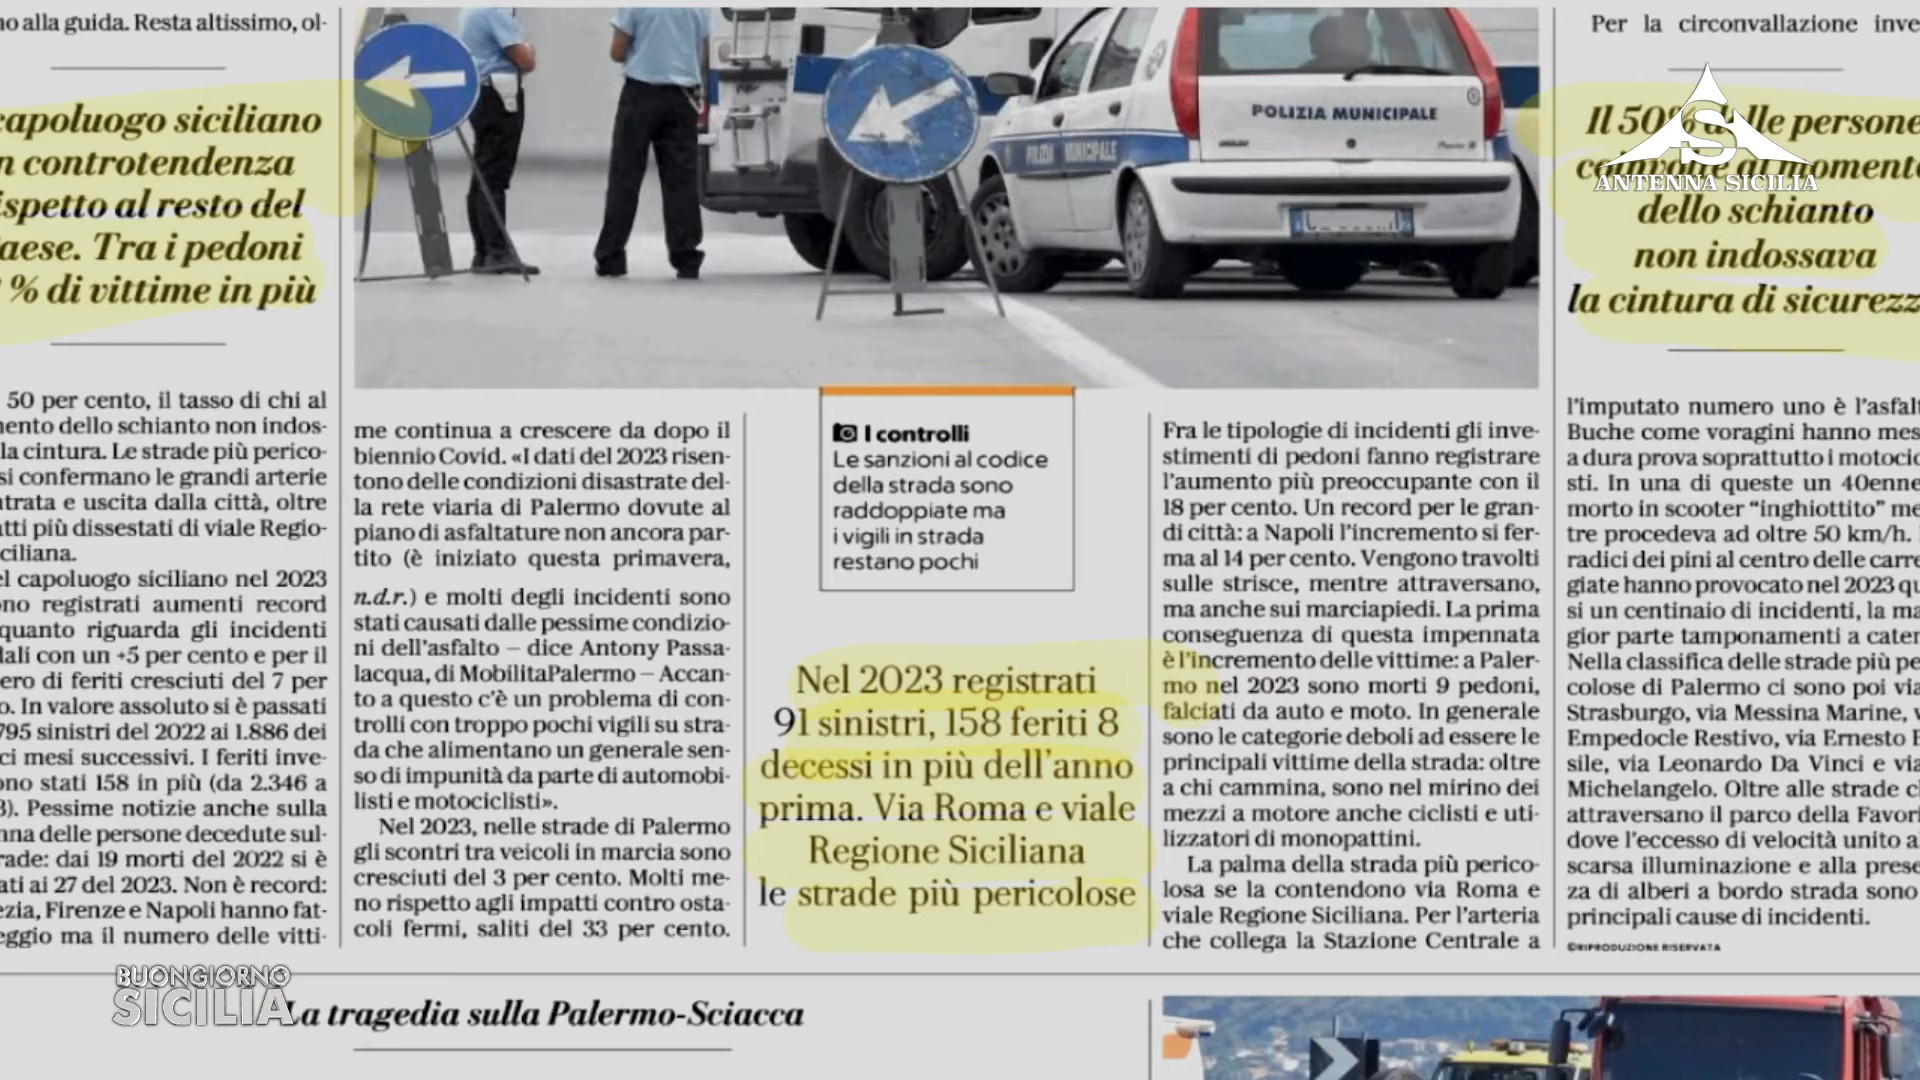 no alla guida. Resta altissimo, ol-
capoluogo siciliano
controtendenza
rispetto al resto del
Paese. Tra i pedoni
% di vittime in più
50 per cento, il tasso di chi al
momento dello schianto non indos-
la cintura. Le strade più perico-
si confermano le grandi arterie
entrata e uscita dalla città, oltre
tratti più dissestati di viale Regio-
Siciliana.
el capoluogo siciliano nel 2023
sono registrati aumenti record
quanto riguarda gli incidenti
dali con un +5 per cento e per il
ero di feriti cresciuti del 7 per
o. In valore assoluto si è passati
795 sinistri del 2022 ai 1.886 dei
ci mesi successivi. I feriti inve-
ono stati 158 in più (da 2.346 a
3). Pessime notizie anche sulla
nna delle persone decedute sul-
rade: dai 19 morti del 2022 si è
ati ai 27 del 2023. Non è record:
ezia, Firenze e Napoli hanno fat-
eggio ma il numero delle vitti-
POLIZIA MUNICIPALE
POLIZIA MUNICIPALE
me continua a crescere da dopo il
biennio Covid. «I dati del 2023 risen-
tono delle condizioni disastrate del-
la rete viaria di Palermo dovute al
piano di asfaltature non ancora par-
tito (è iniziato questa primavera,
n.d.r.) e molti degli incidenti sono
stati causati dalle pessime condizio-
ni dell'asfalto – dice Antony Passa-
lacqua, di MobilitaPalermo – Accan-
to a questo c'è un problema di con-
trolli con troppo pochi vigili su stra-
da che alimentano un generale sen-
so di impunità da parte di automobi-
listi e motociclisti».
Nel 2023, nelle strade di Palermo
gli scontri tra veicoli in marcia sono
cresciuti del 3 per cento. Molti me-
no rispetto agli impatti contro osta-
coli fermi, saliti del 33 per cento.
I controlli
Le sanzioni al codice
della strada sono
raddoppiate ma
i vigili in strada
restano pochi
Nel 2023 registrati
91 sinistri, 158 feriti 8
decessi in più dell'anno
prima. Via Roma e viale
Regione Siciliana
le strade più pericolose
Fra le tipologie di incidenti gli inve-
stimenti di pedoni fanno registrare
l'aumento più preoccupante con il
18 per cento. Un record per le gran-
di città: a Napoli l'incremento si fer-
ma al 14 per cento. Vengono travolti
sulle strisce, mentre attraversano,
ma anche sui marciapiedi. La prima
conseguenza di questa impennata
è l'incremento delle vittime: a Paler-
mo nel 2023 sono morti 9 pedoni,
falciati da auto e moto. In generale
sono le categorie deboli ad essere le
principali vittime della strada: oltre
a chi cammina, sono nel mirino dei
mezzi a motore anche ciclisti e uti-
lizzatori di monopattini.
La palma della strada più perico-
losa se la contendono via Roma e
viale Regione Siciliana. Per l'arteria
che collega la Stazione Centrale a
Per la circonvallazione inve
Il 50% delle persone
al momento
dello schianto
non indossava
la cintura di sicurezz
ANTENNA SICILIA
l'imputato numero uno è l'asfalt
Buche come voragini hanno mes
a dura prova soprattutto i motoci
sti. In una di queste un 40enne
morto in scooter "inghiottito" me
tre procedeva ad oltre 50 km/h.
radici dei pini al centro delle carre
giate hanno provocato nel 2023 qu
si un centinaio di incidenti, la ma
gior parte tamponamenti a caten
Nella classifica delle strade più pe
colose di Palermo ci sono poi via
Strasburgo, via Messina Marine, v
Empedocle Restivo, via Ernesto B
sile, via Leonardo Da Vinci e via
Michelangelo. Oltre alle strade c
attraversano il parco della Favori
dove l'eccesso di velocità unito a
scarsa illuminazione e alla prese
za di alberi a bordo strada sono
principali cause di incidenti.
©RIPRODUZIONE RISERVATA
BUONGIORNO
SICILIA
La tragedia sulla Palermo-Sciacca